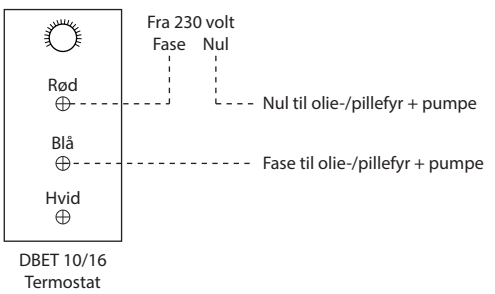 Fra 230 volt
Fase Nul
Rød
Nul til olie-/pillefyr + pumpe
Blå
Fase til olie-/pillefyr + pumpe
Hvid
DBET 10/16
Termostat